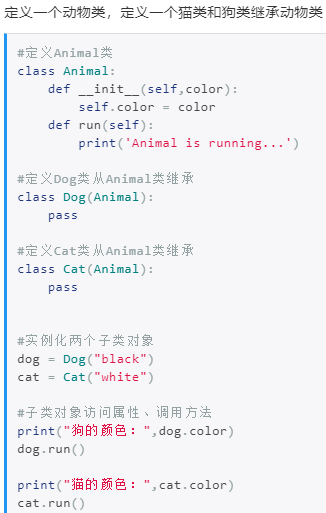 定义一个动物类，定义一个猫类和狗类继承动物类
#定义Animal类
class Animal:
    def __init__(self,color):
        self.color = color
    def run(self):
        print('Animal is running...')
#定义Dog类从Animal类继承
class Dog(Animal):
    pass
#定义Cat类从Animal类继承
class Cat(Animal):
    pass
#实例化两个子类对象
dog = Dog("black")
cat = Cat("white")
#子类对象访问属性、调用方法
print("狗的颜色：",dog.color)
dog.run()
print("猫的颜色：",cat.color)
cat.run()